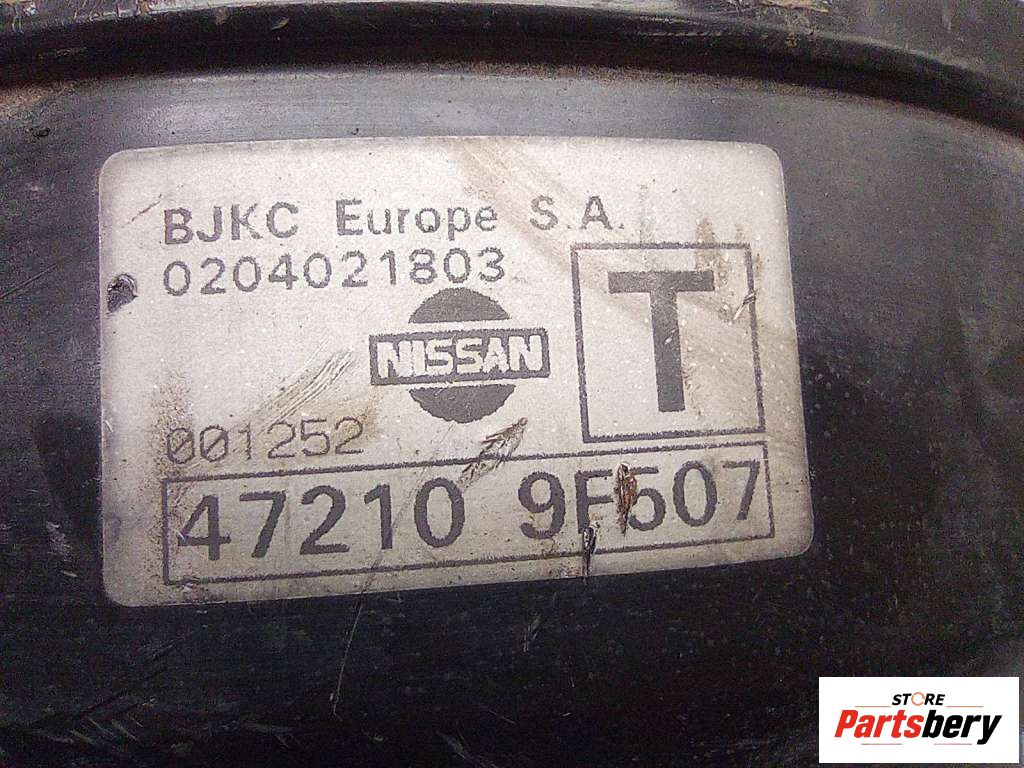 BJKC Europe S.A.
0204021803
NISSAN
T
001252
47210 9F507
STORE
Partsbery